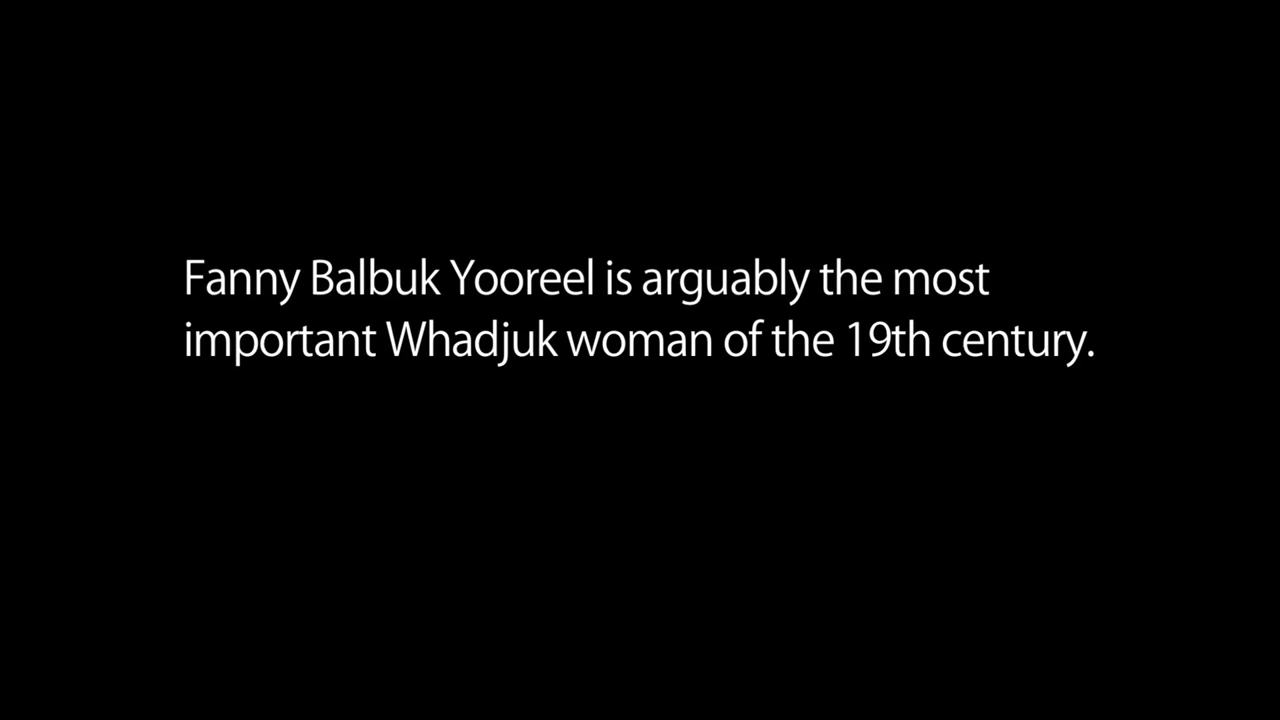 Fanny Balbuk Yooreel is arguably the most
important Whadjuk woman of the 19th century.